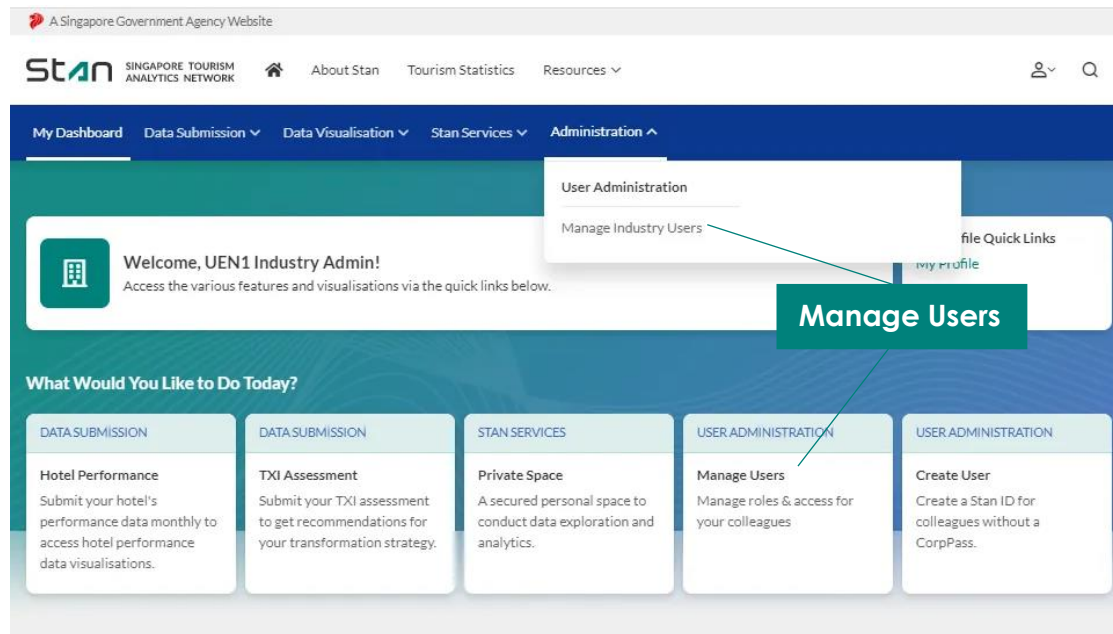 A Singapore Government Agency Website
Stan SINGAPORE TOURISM
ANALYTICS NETWORK
About Stan Tourism Statistics Resources
My Dashboard Data Submission Data Visualisation Stan Services Administration
User Administration
Manage Industry Users
file Quick Links
My Profile
Welcome, UEN1 Industry Admin!
Access the various features and visualisations via the quick links below.
Manage Users
What Would You Like to Do Today?
DATA SUBMISSION
Hotel Performance
Submit your hotel's
performance data monthly to
access hotel performance
data visualisations.
DATA SUBMISSION
TXI Assessment
Submit your TXI assessment
to get recommendations for
your transformation strategy.
STAN SERVICES
Private Space
A secured personal space to
conduct data exploration and
analytics.
USER ADMINISTRATION
Manage Users
Manage roles & access for
your colleagues
USER ADMINISTRATION
Create User
Create a Stan ID for
colleagues without a
CorpPass.